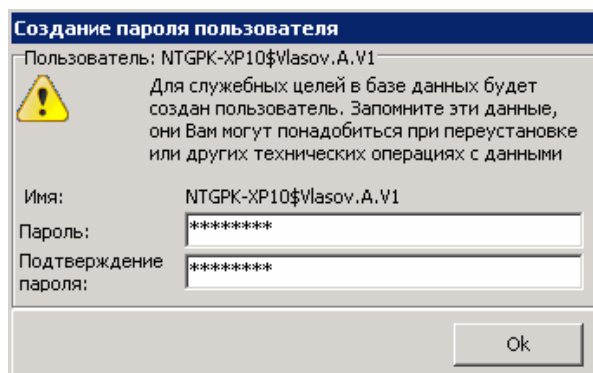 Создание пароля пользователя
Пользователь: NTGPK-XP10$Vlasov.A.V1
Для служебных целей в базе данных будет
создан пользователь. Запомните эти данные,
они Вам могут понадобиться при переустановке
или других технических операциях с данными
Имя: NTGPK-XP10$Vlasov.A.V1
Пароль: ********
Подтверждение
пароля: ********
Ok